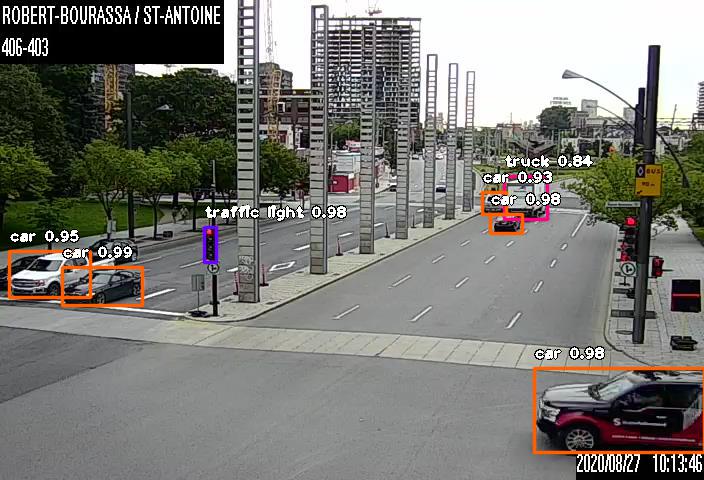 ROBERT-BOURASSA / ST-ANTOINE
406-403
truck 0.84
car 0.93
car 0.98
traffic light 0.98
car 0.95
car 0.99
BUS
car 0.98
2020/08/27 10:13:46